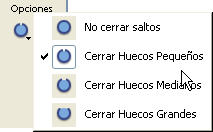 Opciones
No cerrar saltos
Cerrar Huecos Pequeños
Cerrar Huecos Medianos
Cerrar Huecos Grandes